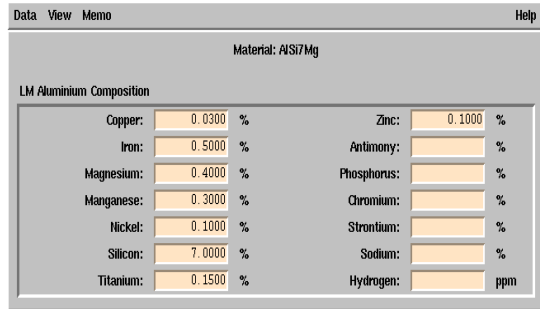 Data View Memo Help
Material: AlSi7Mg
LM Aluminium Composition
Copper: 0.0300 % Zinc: 0.1000 %
Iron: 0.5000 % Antimony: %
Magnesium: 0.4000 % Phosphorus: %
Manganese: 0.3000 % Chromium: %
Nickel: 0.1000 % Strontium: %
Silicon: 7.0000 % Sodium: %
Titanium: 0.1500 % Hydrogen: ppm